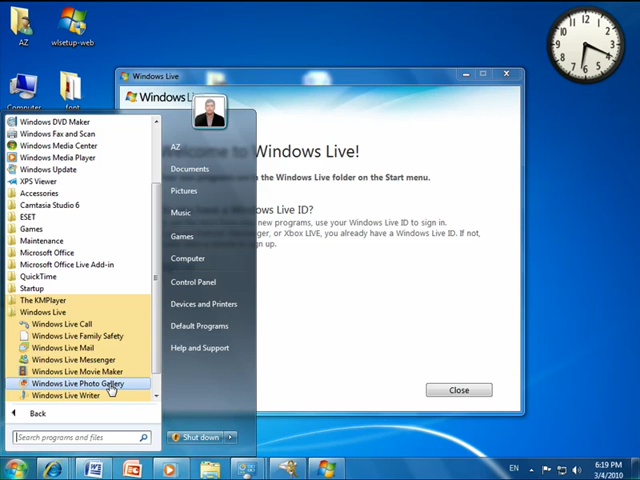 AZ
wlsetup-web
Computer
font
Windows Live
Windows Li
Welcome to Windows Live!
are in the Windows Live folder on the Start menu.
have a Windows Live ID?
new programs, use your Windows Live ID to sign in.
Messenger, or Xbox LIVE, you already have a Windows Live ID. If not,
up.
Close
Windows DVD Maker
Windows Fax and Scan
Windows Media Center
Windows Media Player
Windows Update
XPS Viewer
Accessories
Camtasia Studio 6
ESET
Games
Maintenance
Microsoft Office
Microsoft Office Live Add-in
QuickTime
Startup
The KMPlayer
Windows Live
Windows Live Call
Windows Live Family Safety
Windows Live Mail
Windows Live Messenger
Windows Live Movie Maker
Windows Live Photo Gallery
Windows Live Writer
Back
Search programs and files
AZ
Documents
Pictures
Music
Games
Computer
Control Panel
Devices and Printers
Default Programs
Help and Support
Shut down
EN
6:19 PM
3/4/2010